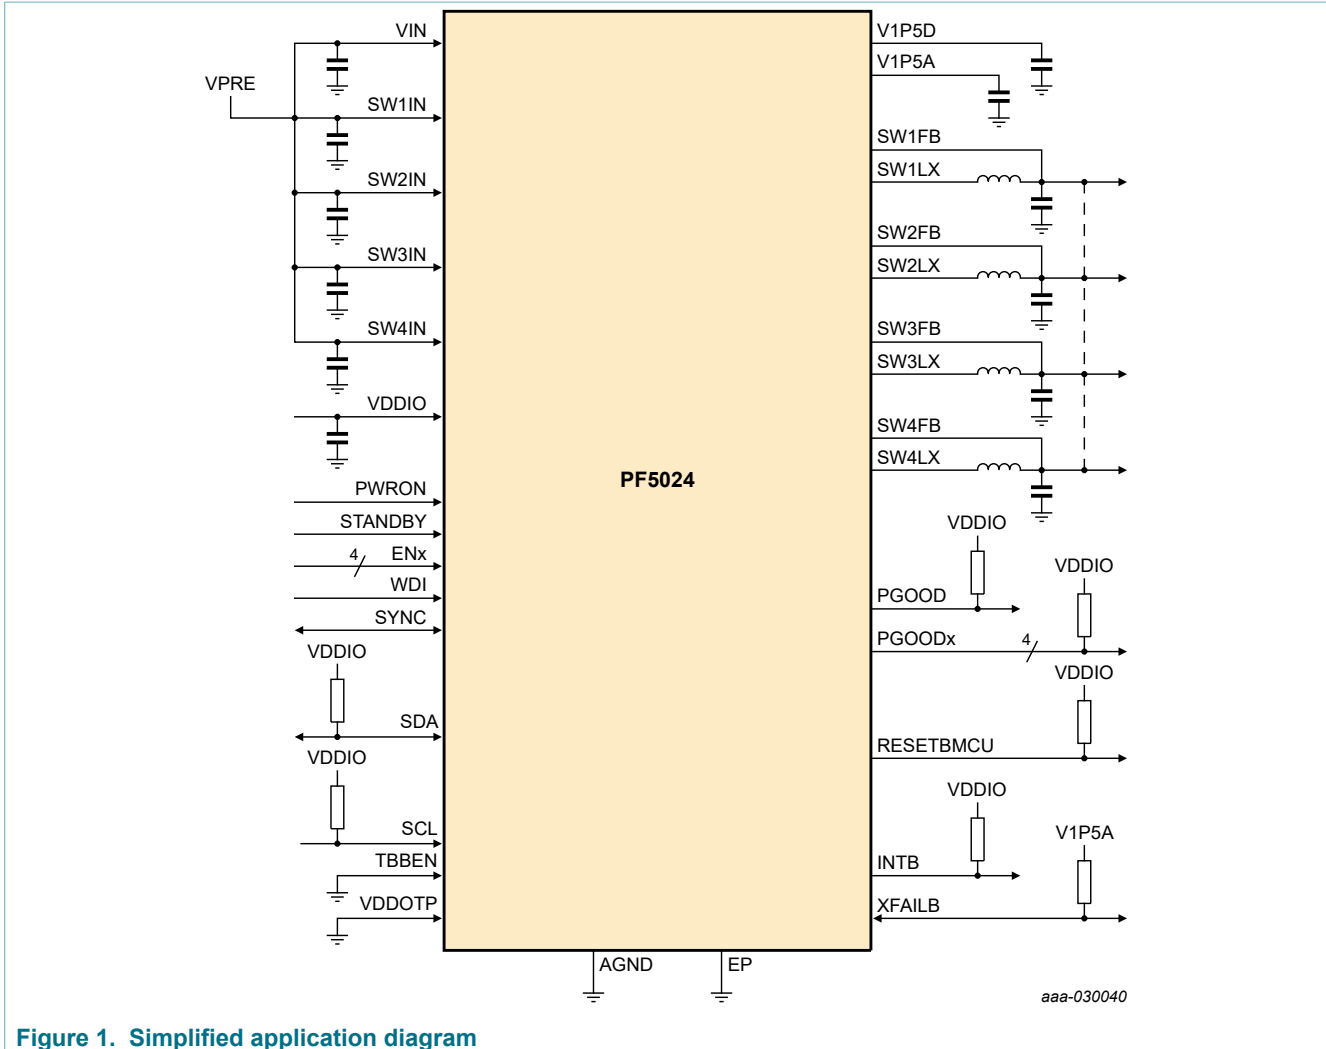 VIN
VPRE
SW1IN
SW2IN
SW3IN
SW4IN
VDDIO
PWRON
STANDBY
4
ENx
WDI
SYNC
VDDIO
SDA
VDDIO
SCL
TBBEN
VDDOTP
PF5024
AGND
EP
V1P5D
V1P5A
SW1FB
SW1LX
SW2FB
SW2LX
SW3FB
SW3LX
SW4FB
SW4LX
VDDIO
PGOOD
VDDIO
PGOODx
4
VDDIO
RESETBMCU
VDDIO
INTB
V1P5A
XFAILB
aaa-030040
Figure 1. Simplified application diagram